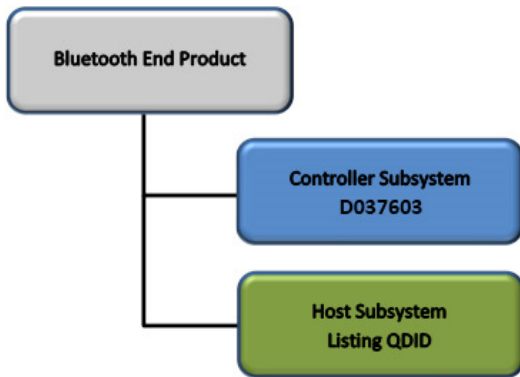 Bluetooth End Product
Controller Subsystem
D037603
Host Subsystem
Listing QDID